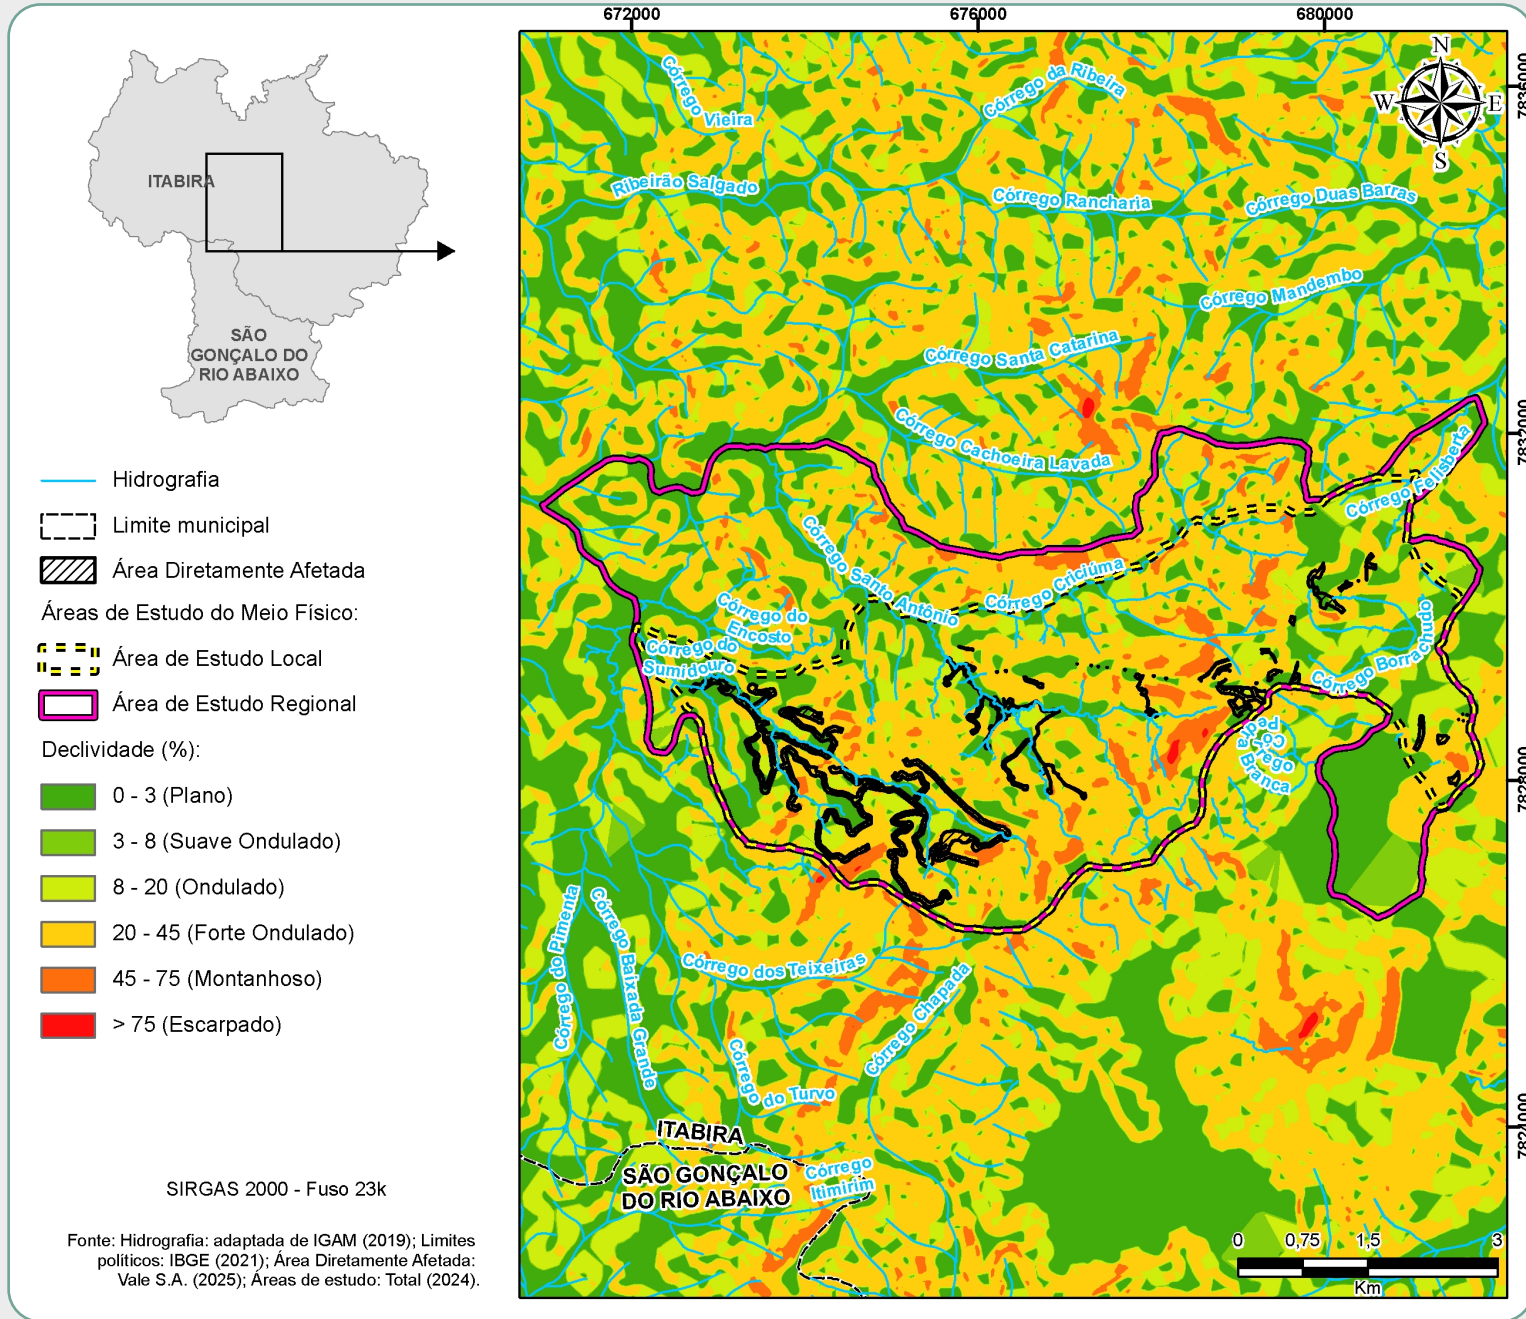 672000
676000
680000
7836000
7832000
7828000
7824000
N
W
E
S
ITABIRA
SÃO
GONÇALO DO
RIO ABAIXO
Hidrografia
Limite municipal
Área Diretamente Afetada
Áreas de Estudo do Meio Físico:
Área de Estudo Local
Área de Estudo Regional
Declividade (%):
0 - 3 (Plano)
3 - 8 (Suave Ondulado)
8 - 20 (Ondulado)
20 - 45 (Forte Ondulado)
45 - 75 (Montanhoso)
> 75 (Escarpado)
SIRGAS 2000 - Fuso 23k
Fonte: Hidrografia: adaptada de IGAM (2019); Limites
políticos: IBGE (2021); Área Diretamente Afetada:
Vale S.A. (2025); Áreas de estudo: Total (2024).
Córrego Vieira
Córrego da Ribeira
Ribeirão Salgado
Córrego Rancharia
Córrego Duas Barras
Córrego Mandembo
Córrego Santa Catarina
Córrego Cachoeira Lavada
Córrego Felisberta
Córrego Santo Antônio
Córrego Criciúma
Córrego do
Encosto
Córrego do
Sumidouro
Córrego Borrachudo
Córrego Pedra Branca
Córrego do Pimenta
Córrego Baixada Grande
Córrego dos Teixeiras
Córrego Chapada
Córrego do Turvo
ITABIRA
SÃO GONÇALO
DO RIO ABAIXO
Córrego
Itimirim
0 0,75 1,5 3
Km